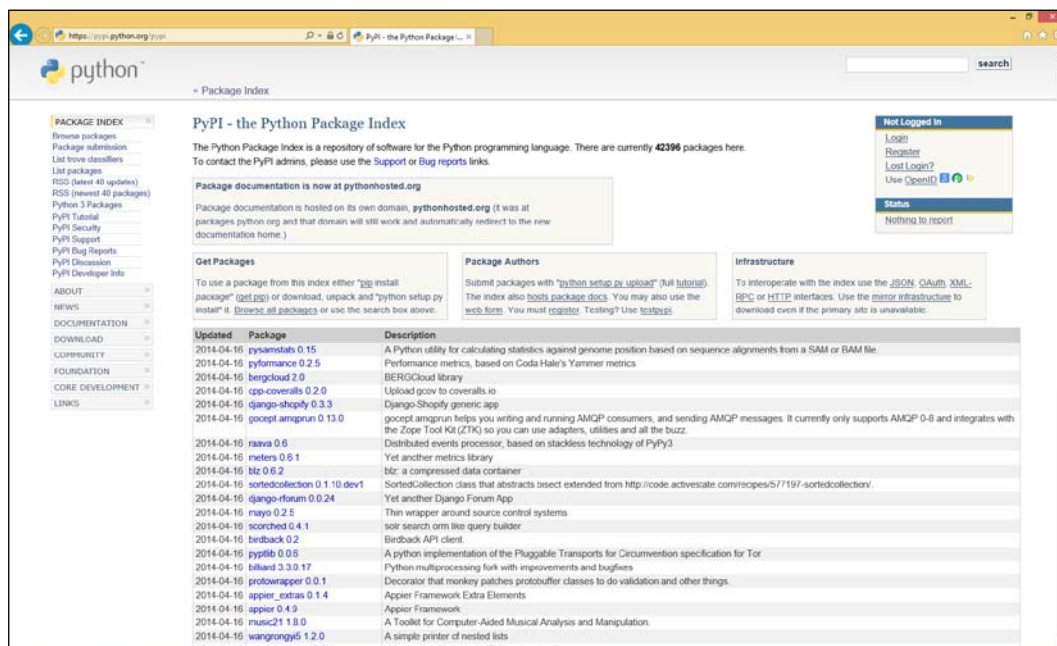 https://pypi.python.org/pypi
PyPI - the Python Package I...
python
search
» Package Index
PACKAGE INDEX
Browse packages
Package submission
List trove classifiers
List packages
RSS (latest 40 updates)
RSS (newest 40 packages)
Python 3 Packages
PyPI Tutorial
PyPI Security
PyPI Support
PyPI Bug Reports
PyPI Discussion
PyPI Developer Info
ABOUT
NEWS
DOCUMENTATION
DOWNLOAD
COMMUNITY
FOUNDATION
CORE DEVELOPMENT
LINKS
PyPI - the Python Package Index
The Python Package Index is a repository of software for the Python programming language. There are currently 42396 packages here.
To contact the PyPI admins, please use the Support or Bug reports links.
Package documentation is now at pythonhosted.org
Package documentation is hosted on its own domain, pythonhosted.org (it was at
packages.python.org and that domain will still work and automatically redirect to the new
documentation home.)
Not Logged In
Login
Register
Lost Login?
Use OpenID
Status
Nothing to report
Get Packages
To use a package from this index either "pip install
package" (get pip) or download, unpack and "python setup.py
install" it. Browse all packages or use the search box above.
Package Authors
Submit packages with "python setup.py upload" (full tutorial).
The index also hosts package docs. You may also use the
web form. You must register. Testing? Use testpypi.
Infrastructure
To interoperate with the index use the JSON, OAuth, XML-
RPC or HTTP interfaces. Use the mirror infrastructure to
download even if the primary site is unavailable.
Updated Package Description
2014-04-16 pysamstats 0.15 A Python utility for calculating statistics against genome position based on sequence alignments from a SAM or BAM file.
2014-04-16 pyformance 0.2.5 Performance metrics, based on Coda Hale's Yammer metrics
2014-04-16 bergcloud 2.0 BERGCloud library
2014-04-16 cpp-coveralls 0.2.0 Upload gcov to coveralls.io
2014-04-16 django-shopify 0.3.3 Django-Shopify generic app
2014-04-16 gocept.amqprun 0.13.0 gocept.amqprun helps you writing and running AMQP consumers, and sending AMQP messages. It currently only supports AMQP 0-8 and integrates with
the Zope Tool Kit (ZTK) so you can use adapters, utilities and all the buzz.
2014-04-16 raava 0.6 Distributed events processor, based on stackless technology of PyPy3
2014-04-16 meters 0.6.1 Yet another metrics library
2014-04-16 blz 0.6.2 blz: a compressed data container
2014-04-16 sortedcollection 0.1.10.dev1 SortedCollection class that abstracts bisect extended from http://code.activestate.com/recipes/577197-sortedcollection/.
2014-04-16 django-rforum 0.0.24 Yet another Django Forum App
2014-04-16 mayo 0.2.5 Thin wrapper around source control systems
2014-04-16 scorched 0.4.1 solr search orm like query builder
2014-04-16 birdback 0.2 Birdback API client.
2014-04-16 pyptlib 0.0.6 A python implementation of the Pluggable Transports for Circumvention specification for Tor
2014-04-16 billiard 3.3.0.17 Python multiprocessing fork with improvements and bugfixes
2014-04-16 protowrapper 0.0.1 Decorator that monkey patches protobuffer classes to do validation and other things.
2014-04-16 appier_extras 0.1.4 Appier Framework Extra Elements
2014-04-16 appier 0.4.9 Appier Framework
2014-04-16 music21 1.8.0 A Toolkit for Computer-Aided Musical Analysis and Manipulation.
2014-04-16 wangrongyi5 1.2.0 A simple printer of nested lists